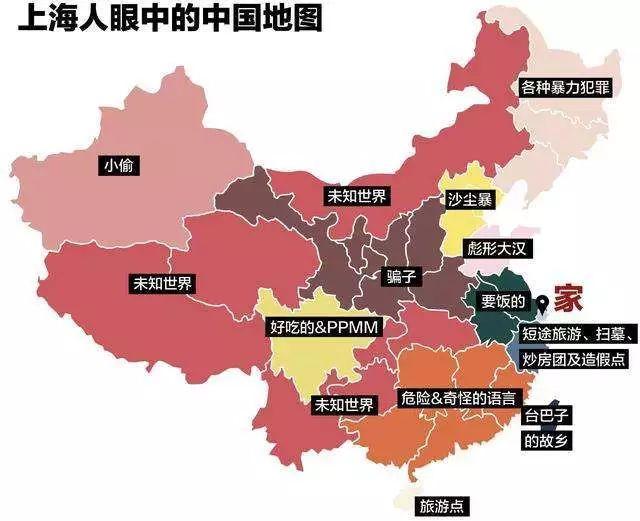 上海人眼中的中国地图
各种暴力犯罪
小偷
未知世界
沙尘暴
彪形大汉
未知世界
骗子
要饭的
家
好吃的&PPMM
短途旅游、扫墓、
炒房团及造假点
未知世界
危险&奇怪的语言
台巴子
的故乡
旅游点